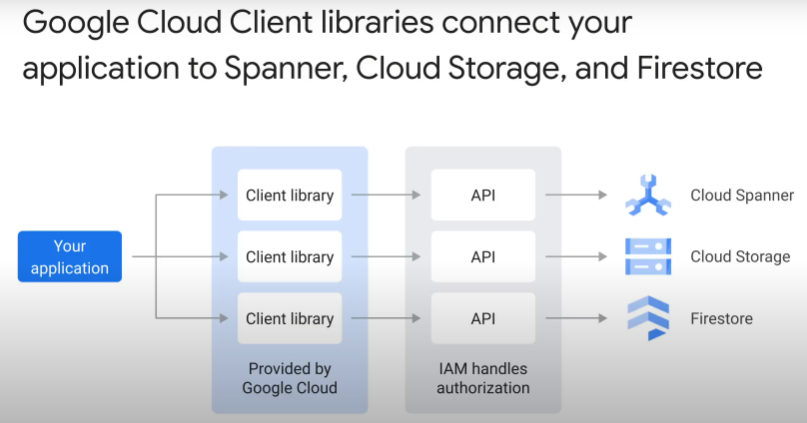 Google Cloud Client libraries connect your
application to Spanner, Cloud Storage, and Firestore
Your
application
Client library
API
Cloud Spanner
Client library
API
Cloud Storage
Client library
API
Firestore
Provided by
Google Cloud
IAM handles
authorization